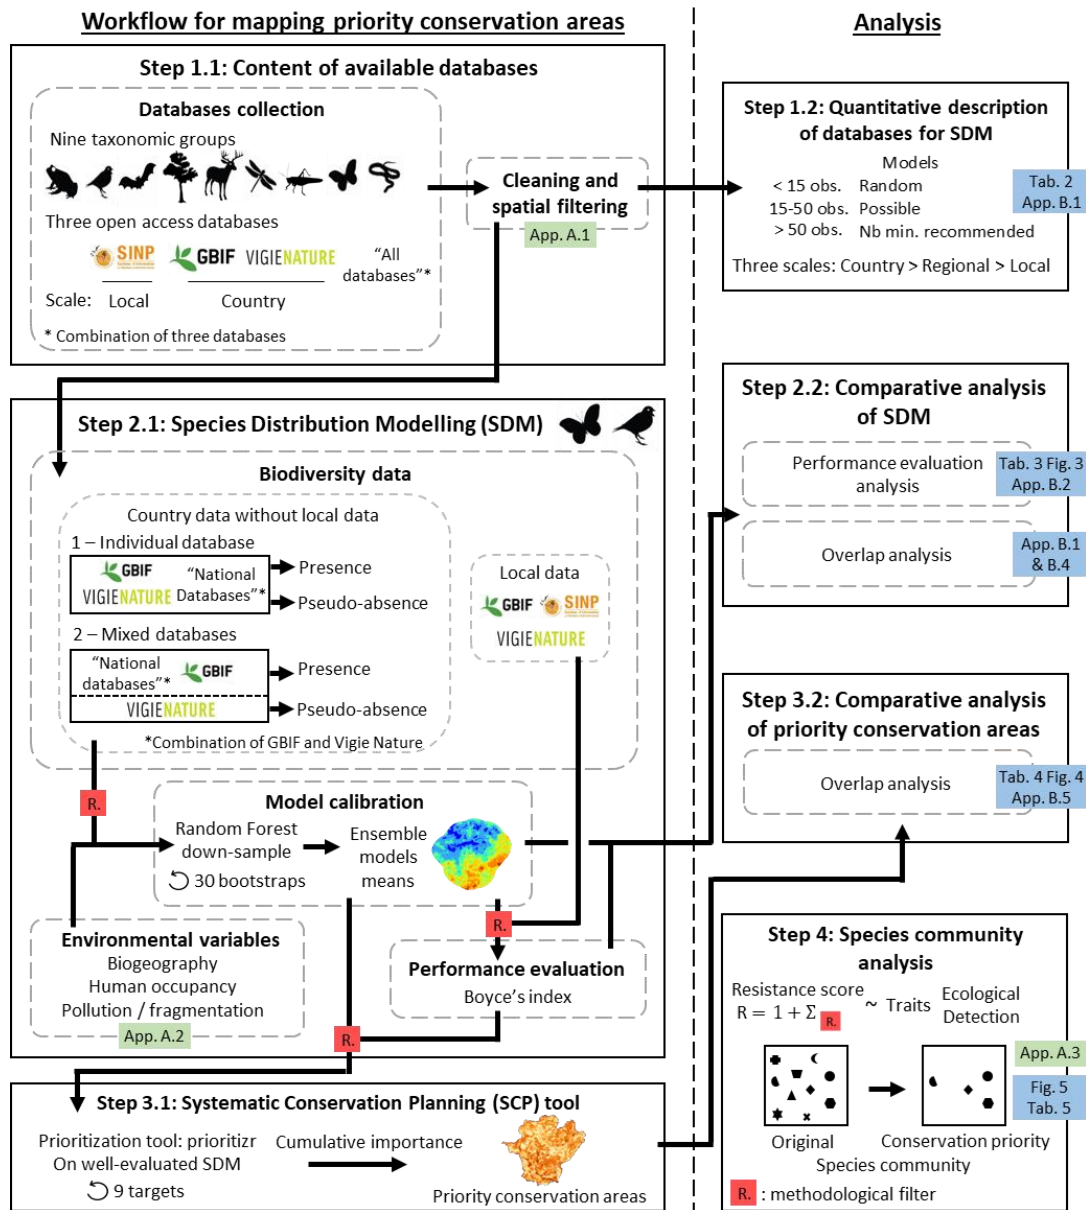 Workflow for mapping priority conservation areas
Analysis
Step 1.1: Content of available databases
Databases collection
Nine taxonomic groups
Three open access databases
SINP
GBIF
VIGIENATURE
“All
databases”*
Scale:
Local
Country
* Combination of three databases
Cleaning and
spatial filtering
App. A.1
Step 1.2: Quantitative description
of databases for SDM
Models
< 15 obs. Random
15-50 obs. Possible
> 50 obs. Nb min. recommended
Three scales: Country > Regional > Local
Tab. 2
App. B.1
Step 2.1: Species Distribution Modelling (SDM)
Biodiversity data
Country data without local data
1 – Individual database
GBIF
VIGIENATURE
“National
Databases”*
Presence
Pseudo-absence
2 – Mixed databases
“National
databases”*
GBIF
VIGIENATURE
Presence
Pseudo-absence
*Combination of GBIF and Vigie Nature
Local data
GBIF
SINP
VIGIENATURE
R.
Model calibration
Random Forest
down-sample
30 bootstraps
Ensemble
models
means
R.
Environmental variables
Biogeography
Human occupancy
Pollution / fragmentation
App. A.2
Performance evaluation
Boyce’s index
R.
Step 2.2: Comparative analysis
of SDM
Performance evaluation
analysis
Tab. 3 Fig. 3
App. B.2
Overlap analysis
App. B.1
& B.4
Step 3.2: Comparative analysis
of priority conservation areas
Overlap analysis
Tab. 4 Fig. 4
App. B.5
Step 3.1: Systematic Conservation Planning (SCP) tool
Prioritization tool: prioritizr
On well-evaluated SDM
9 targets
Cumulative importance
Priority conservation areas
Step 4: Species community
analysis
Resistance score
R = 1 + Σ R.
~ Traits
Ecological
Detection
App. A.3
Fig. 5
Tab. 5
Original
Conservation priority
Species community
R. : methodological filter